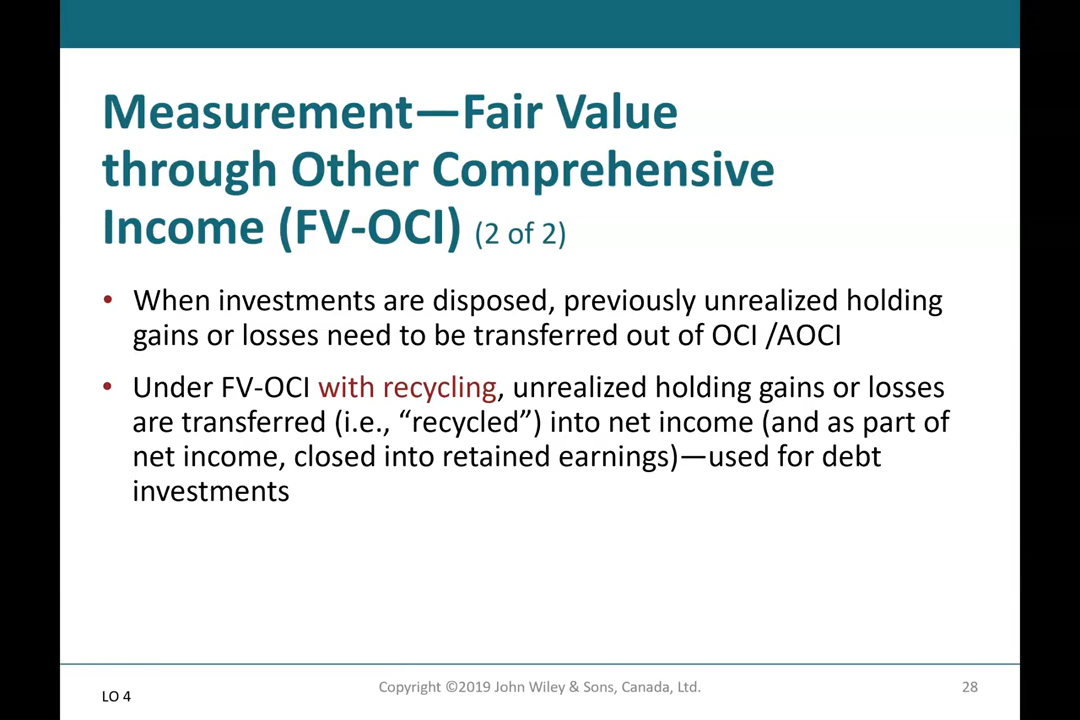 Measurement—Fair Value
through Other Comprehensive
Income (FV-OCI) (2 of 2)
• When investments are disposed, previously unrealized holding
gains or losses need to be transferred out of OCI /AOCI
• Under FV-OCI with recycling, unrealized holding gains or losses
are transferred (i.e., “recycled”) into net income (and as part of
net income, closed into retained earnings)—used for debt
investments
LO 4
Copyright ©2019 John Wiley & Sons, Canada, Ltd.
28